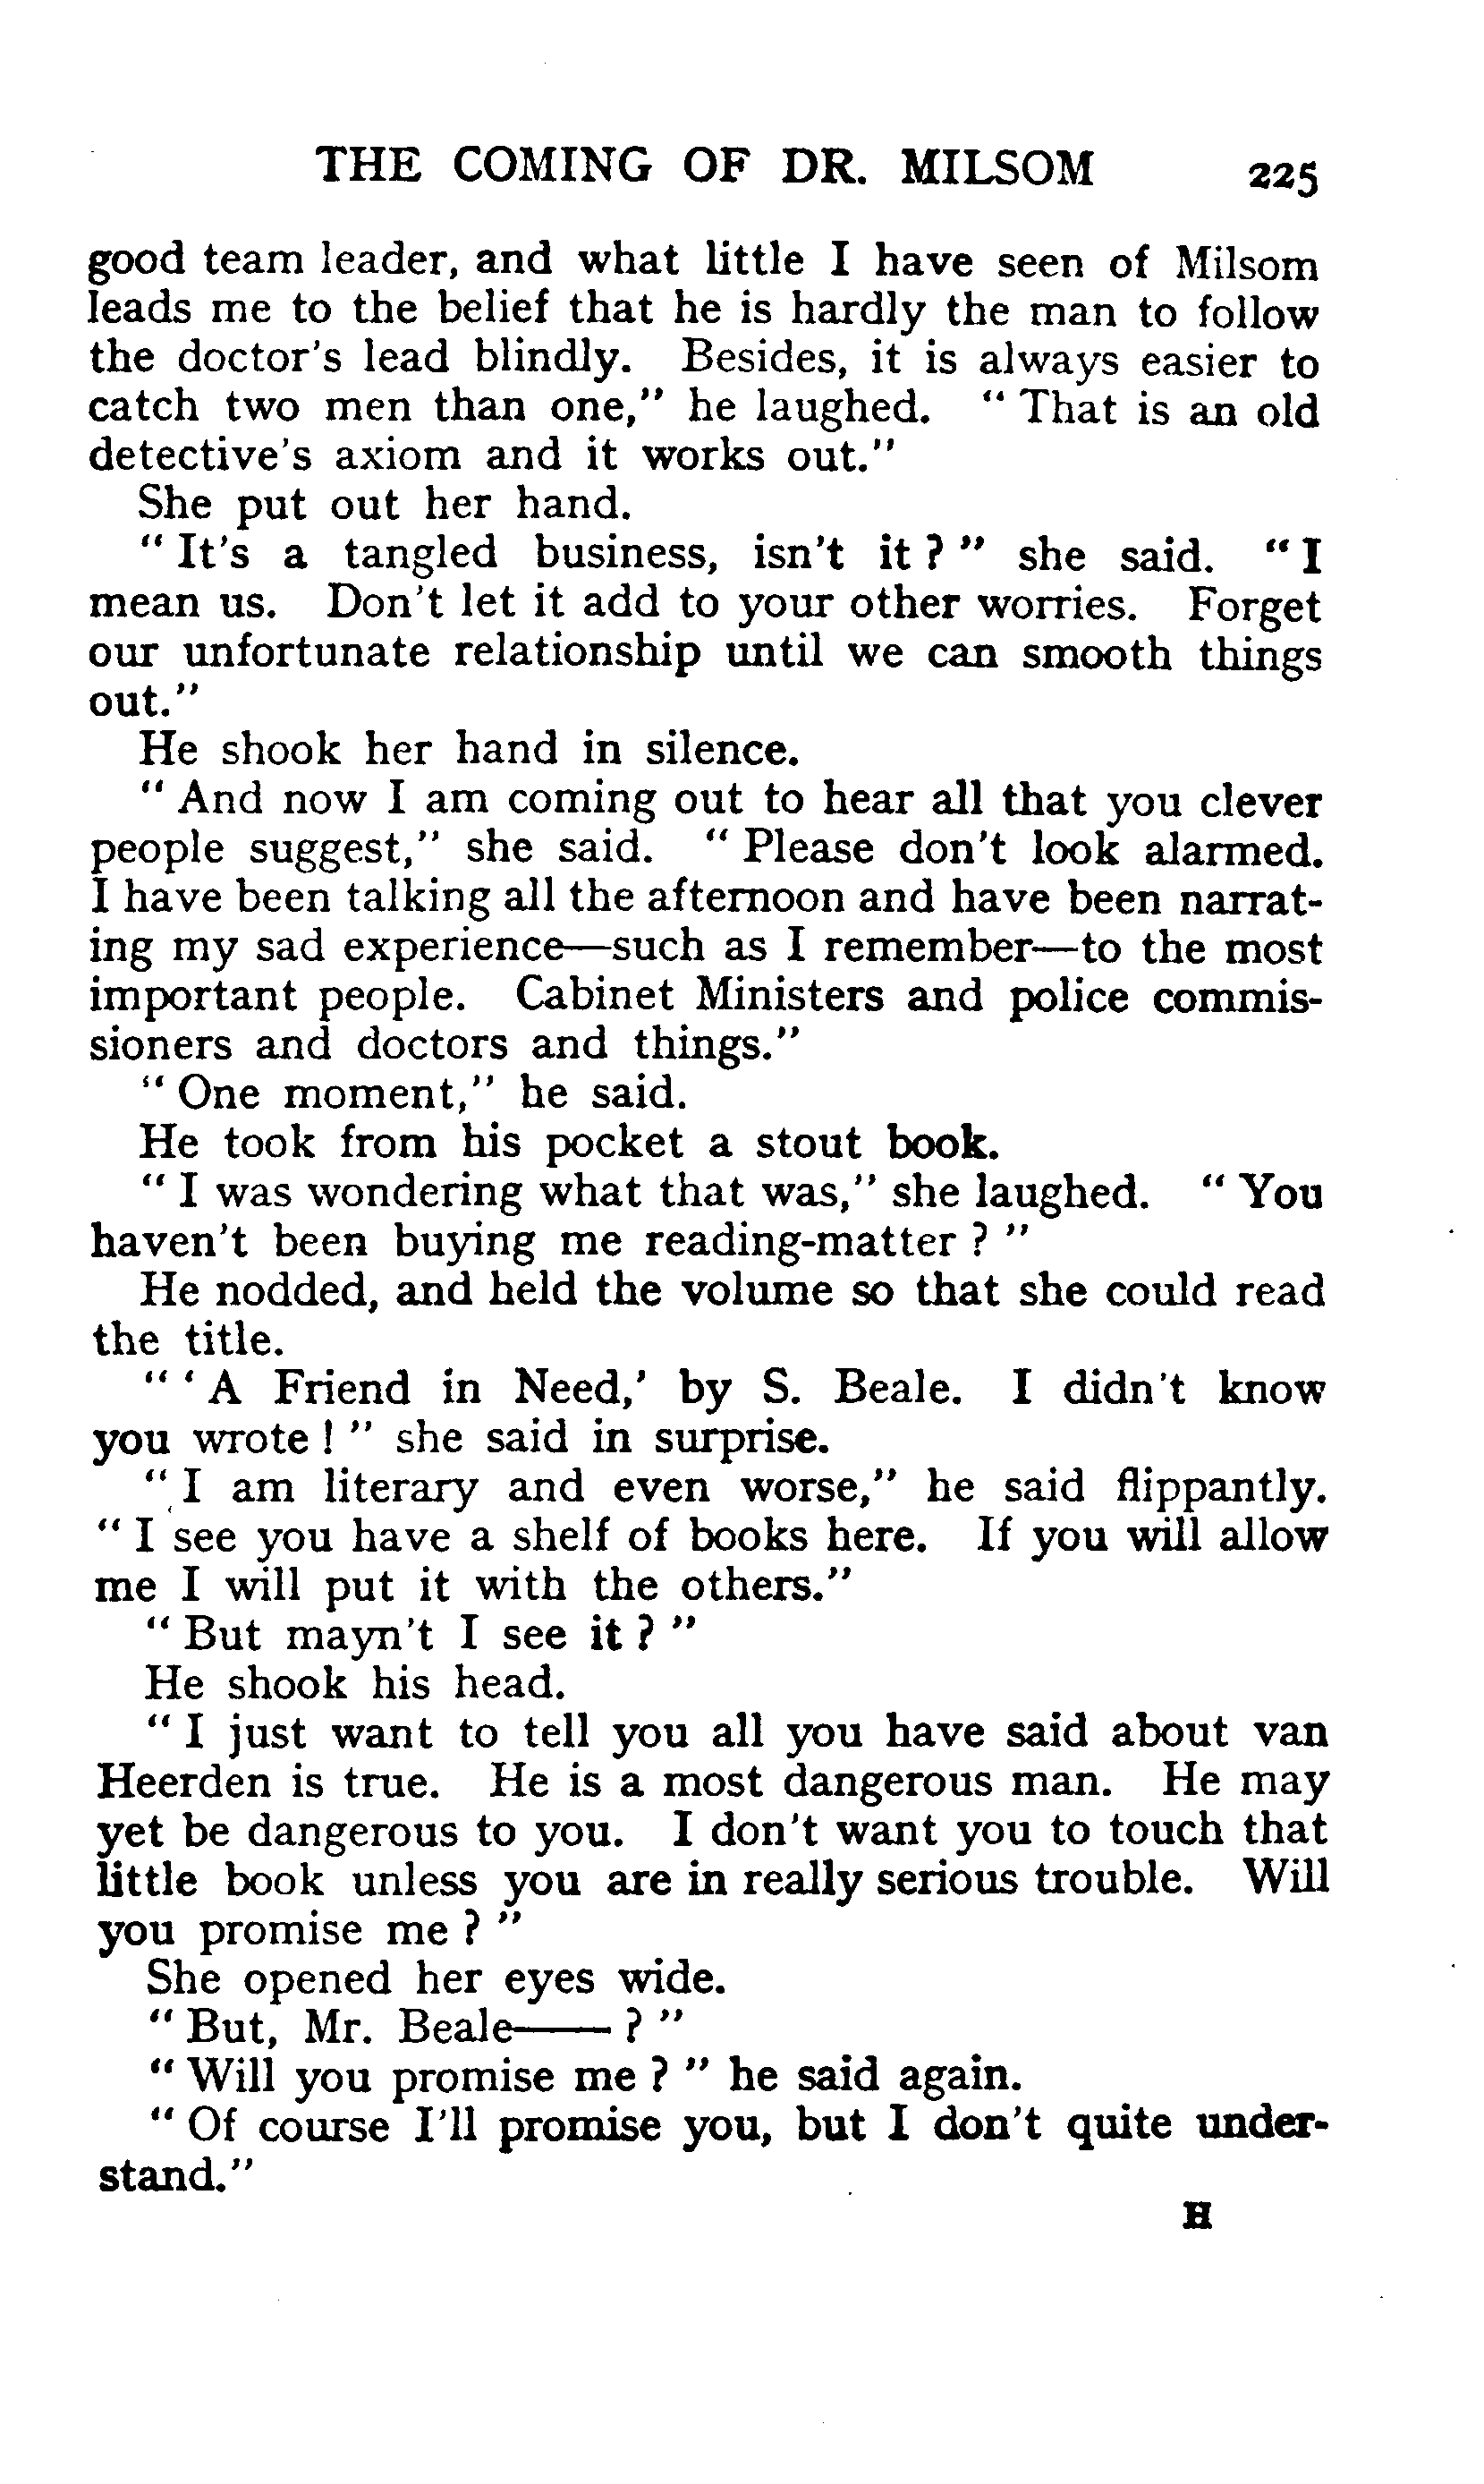 THE COMING OF DR. MILSOM 225
good team leader, and what little I have seen of Milsom
leads me to the belief that he is hardly the man to follow
the doctor's lead blindly. Besides, it is always easier to
catch two men than one," he laughed. " That is an old
detective's axiom and it works out."
She put out her hand.
" It's a tangled business, isn't it ? " she said. " I
mean us. Don't let it add to your other worries. Forget
our unfortunate relationship until we can smooth things
out."
He shook her hand in silence.
" And now I am coming out to hear all that you clever
people suggest," she said. " Please don't look alarmed.
I have been talking all the afternoon and have been narrat-
ing my sad experience—such as I remember—to the most
important people. Cabinet Ministers and police commis-
sioners and doctors and things."
" One moment," he said.
He took from his pocket a stout book.
" I was wondering what that was," she laughed. " You
haven't been buying me reading-matter ? "
He nodded, and held the volume so that she could read
the title.
" ' A Friend in Need,' by S. Beale. I didn't know
you wrote ! " she said in surprise.
" I am literary and even worse," he said flippantly.
" I see you have a shelf of books here. If you will allow
me I will put it with the others."
" But mayn't I see it ? "
He shook his head.
" I just want to tell you all you have said about van
Heerden is true. He is a most dangerous man. He may
yet be dangerous to you. I don't want you to touch that
little book unless you are in really serious trouble. Will
you promise me ? "
She opened her eyes wide.
" But, Mr. Beale—— ? "
" Will you promise me ? " he said again.
" Of course I'll promise you, but I don't quite under-
stand."
H